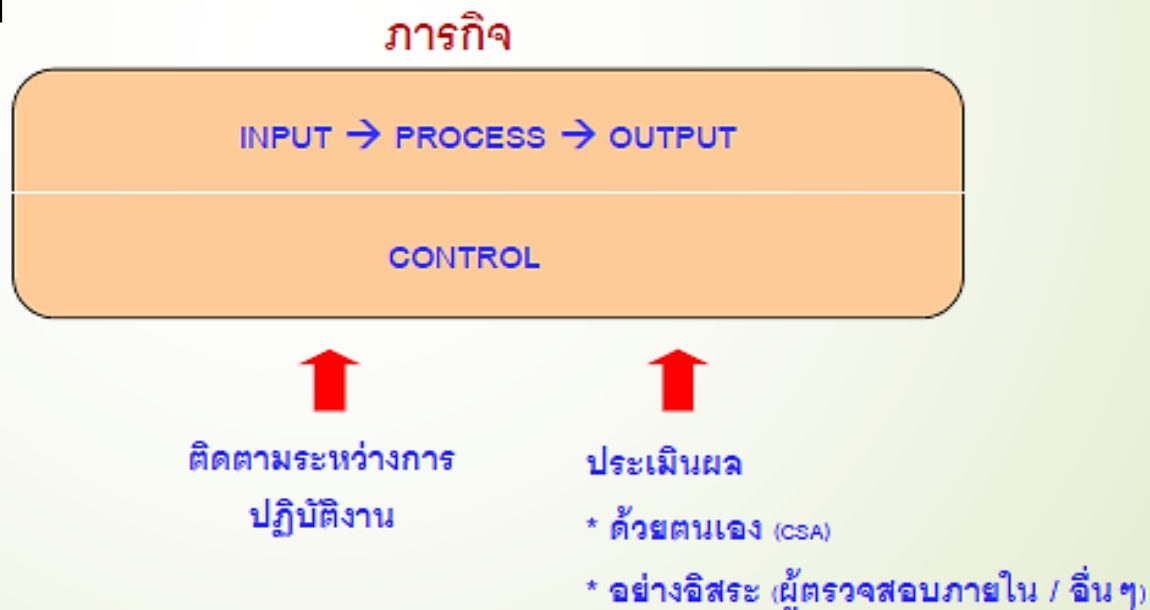 ภารกิจ
INPUT → PROCESS → OUTPUT
CONTROL
ติดตามระหว่างการ
ปฏิบัติงาน
ประเมินผล
* ด้วยตนเอง (CSA)
* อย่างอิสระ (ผู้ตรวจสอบภายใน / อื่น ๆ)